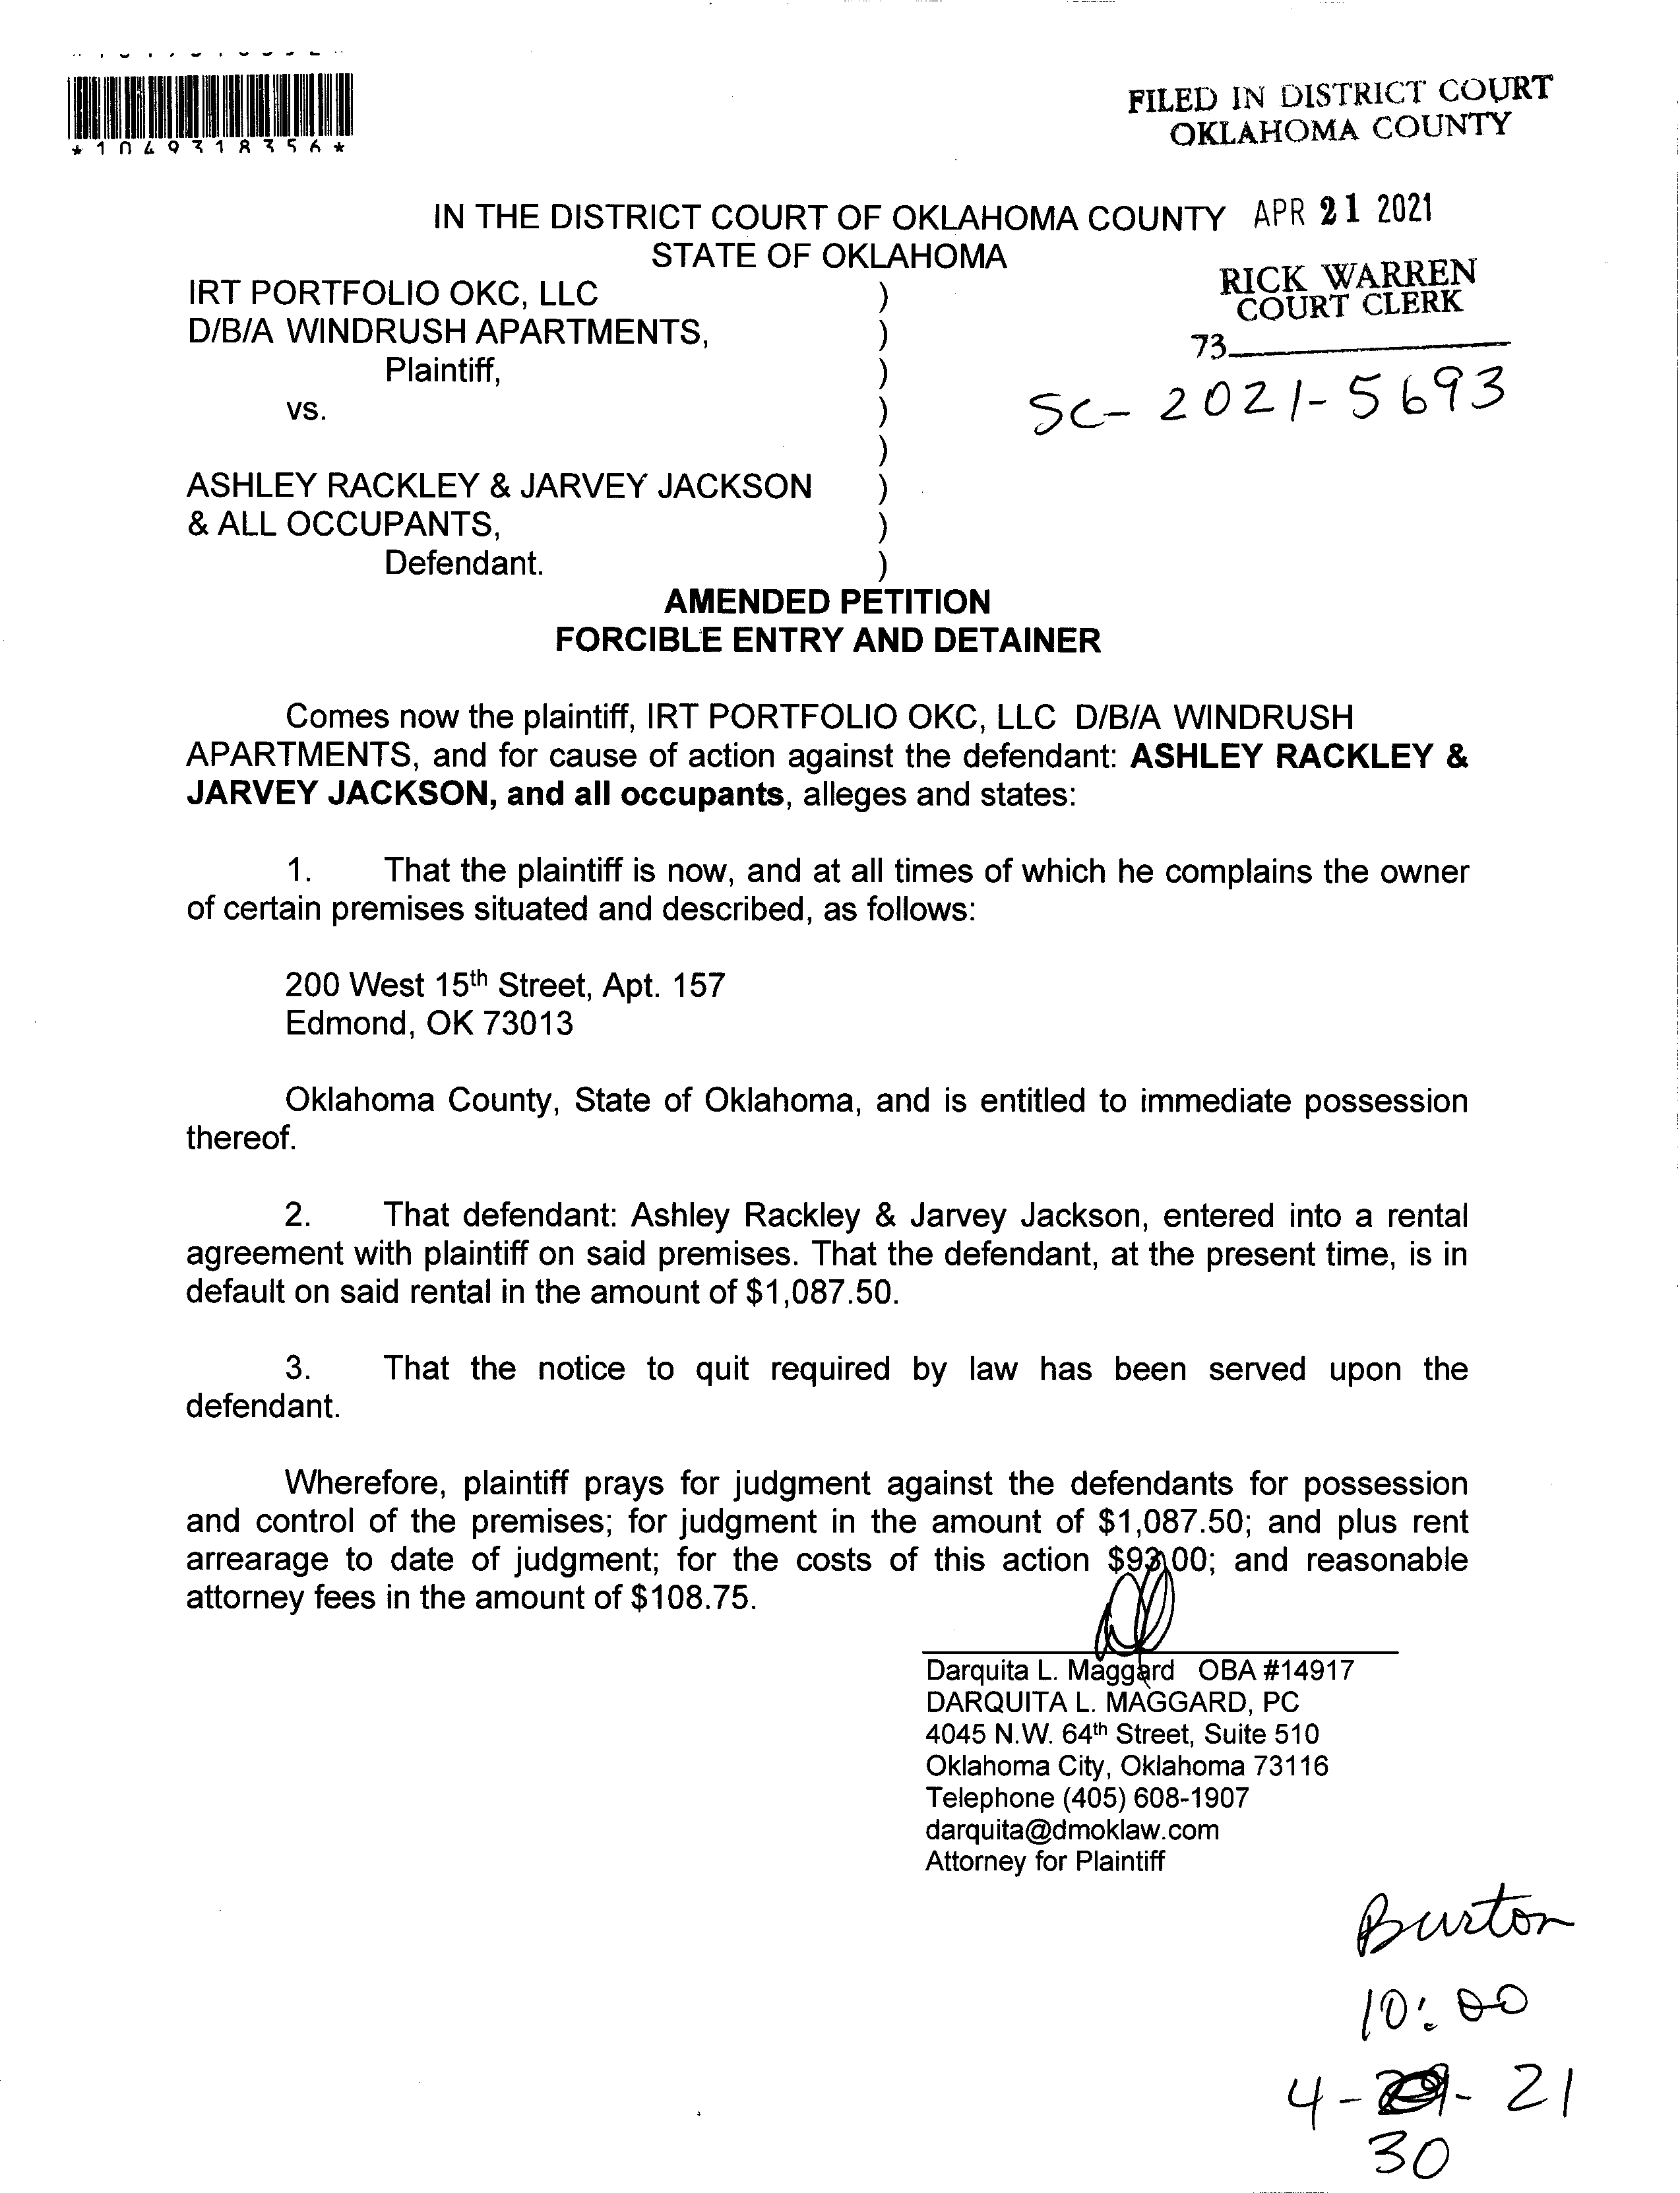 *1049318356*
FILED IN DISTRICT COURT
OKLAHOMA COUNTY
IN THE DISTRICT COURT OF OKLAHOMA COUNTY APR 21 2021
STATE OF OKLAHOMA
RICK WARREN
COURT CLERK
73
SC-2021-5693
IRT PORTFOLIO OKC, LLC )
D/B/A WINDRUSH APARTMENTS, )
Plaintiff, )
vs. )
)
ASHLEY RACKLEY & JARVEY JACKSON )
& ALL OCCUPANTS, )
Defendant. )
AMENDED PETITION
FORCIBLE ENTRY AND DETAINER
Comes now the plaintiff, IRT PORTFOLIO OKC, LLC D/B/A WINDRUSH
APARTMENTS, and for cause of action against the defendant: ASHLEY RACKLEY &
JARVEY JACKSON, and all occupants, alleges and states:
1. That the plaintiff is now, and at all times of which he complains the owner
of certain premises situated and described, as follows:
200 West 15th Street, Apt. 157
Edmond, OK 73013
Oklahoma County, State of Oklahoma, and is entitled to immediate possession
thereof.
2. That defendant: Ashley Rackley & Jarvey Jackson, entered into a rental
agreement with plaintiff on said premises. That the defendant, at the present time, is in
default on said rental in the amount of $1,087.50.
3. That the notice to quit required by law has been served upon the
defendant.
Wherefore, plaintiff prays for judgment against the defendants for possession
and control of the premises; for judgment in the amount of $1,087.50; and plus rent
arrearage to date of judgment; for the costs of this action $93.00; and reasonable
attorney fees in the amount of $108.75.
Darquita L. Maggard OBA #14917
DARQUITA L. MAGGARD, PC
4045 N.W. 64th Street, Suite 510
Oklahoma City, Oklahoma 73116
Telephone (405) 608-1907
darquita@dmoklaw.com
Attorney for Plaintiff
Burton
10:00
4- - 21
30